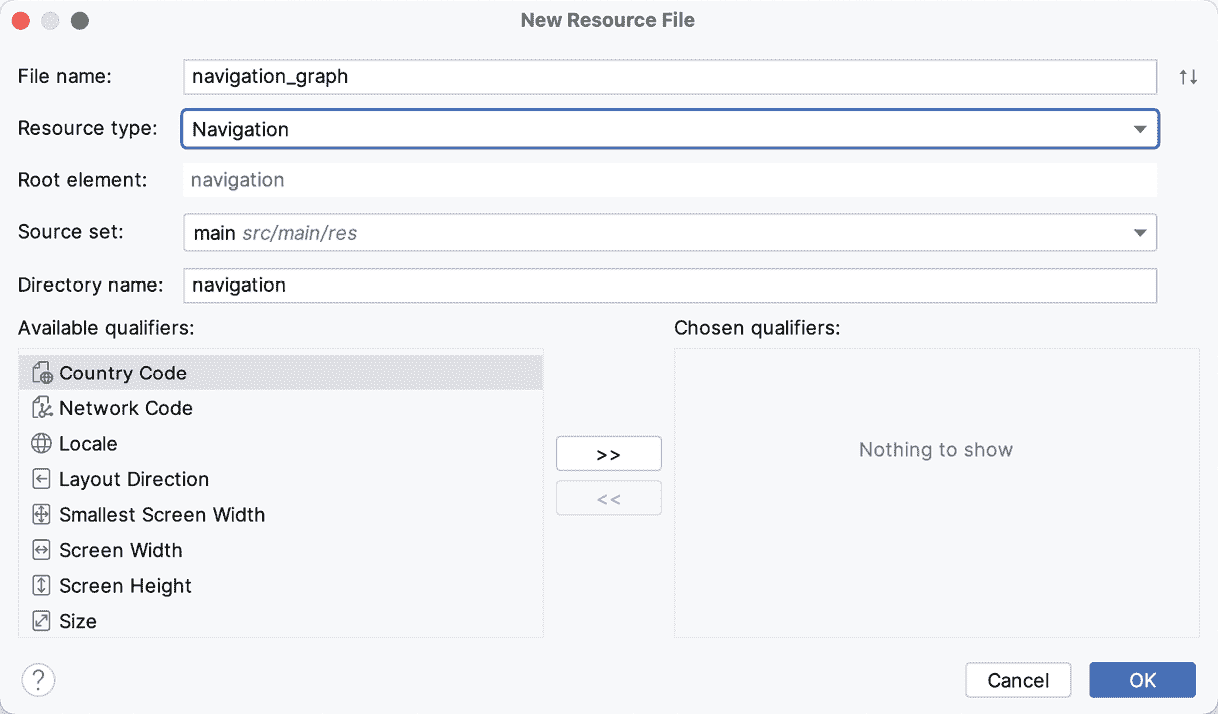 New Resource File
File name: navigation_graph
Resource type: Navigation
Root element: navigation
Source set: main src/main/res
Directory name: navigation
Available qualifiers:
Chosen qualifiers:
Country Code
Network Code
Locale
Layout Direction
Smallest Screen Width
Screen Width
Screen Height
Size
>>
<<
Nothing to show
?
Cancel
OK